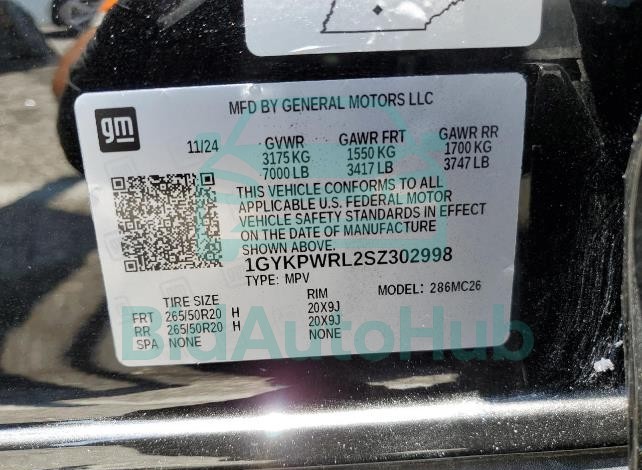 MFD BY GENERAL MOTORS LLC
gm
11/24 GVWR GAWR FRT GAWR RR
3175 KG 1550 KG 1700 KG
7000 LB 3417 LB 3747 LB
THIS VEHICLE CONFORMS TO ALL
APPLICABLE U.S. FEDERAL MOTOR
VEHICLE SAFETY STANDARDS IN EFFECT
ON THE DATE OF MANUFACTURE
SHOWN ABOVE.
1GYKPWRL2SZ302998
TYPE: MPV MODEL: 286MC26
TIRE SIZE RIM
FRT 265/50R20 H 20X9J
RR 265/50R20 H 20X9J
SPA NONE NONE
BidAutoHub